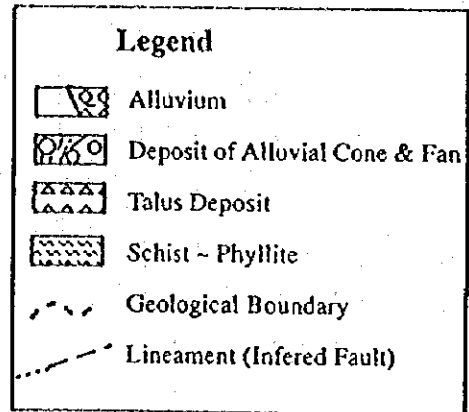 Legend
Alluvium
Deposit of Alluvial Cone & Fan
Talus Deposit
Schist ~ Phyllite
Geological Boundary
Lineament (Infered Fault)